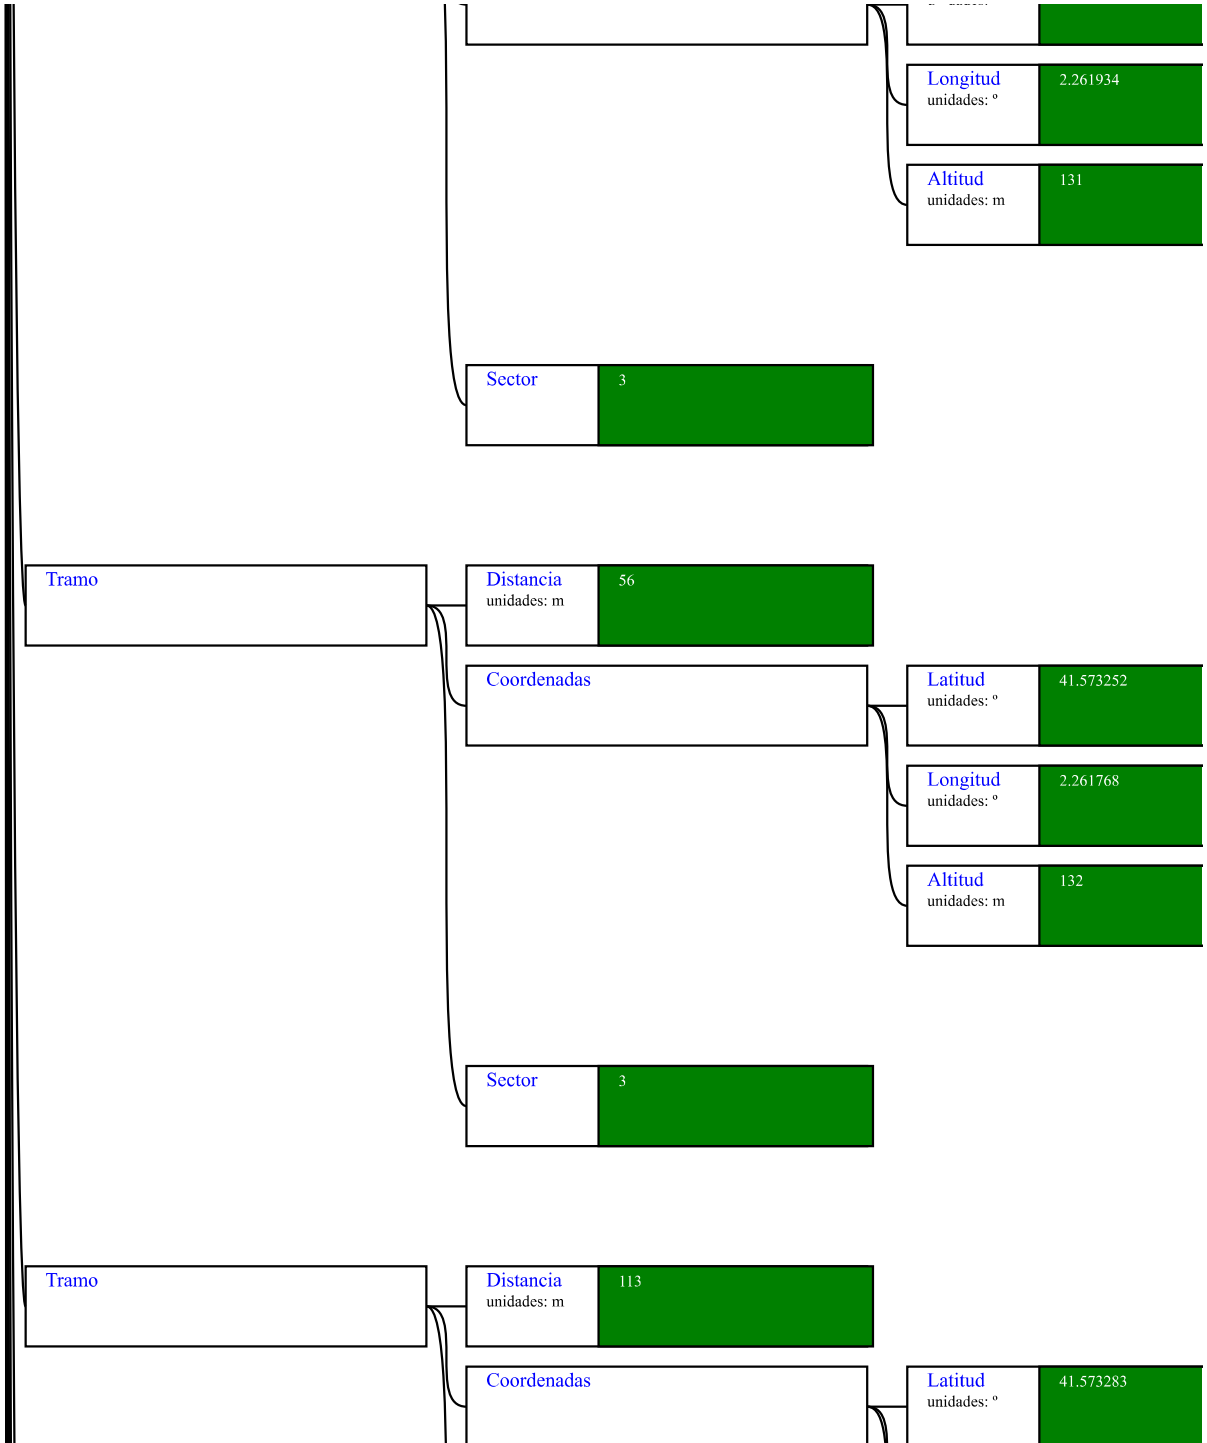 Longitud
unidades: º
2.261934
Altitud
unidades: m
131
Sector
3
Tramo
Distancia
unidades: m
56
Coordenadas
Latitud
unidades: º
41.573252
Longitud
unidades: º
2.261768
Altitud
unidades: m
132
Sector
3
Tramo
Distancia
unidades: m
113
Coordenadas
Latitud
unidades: º
41.573283